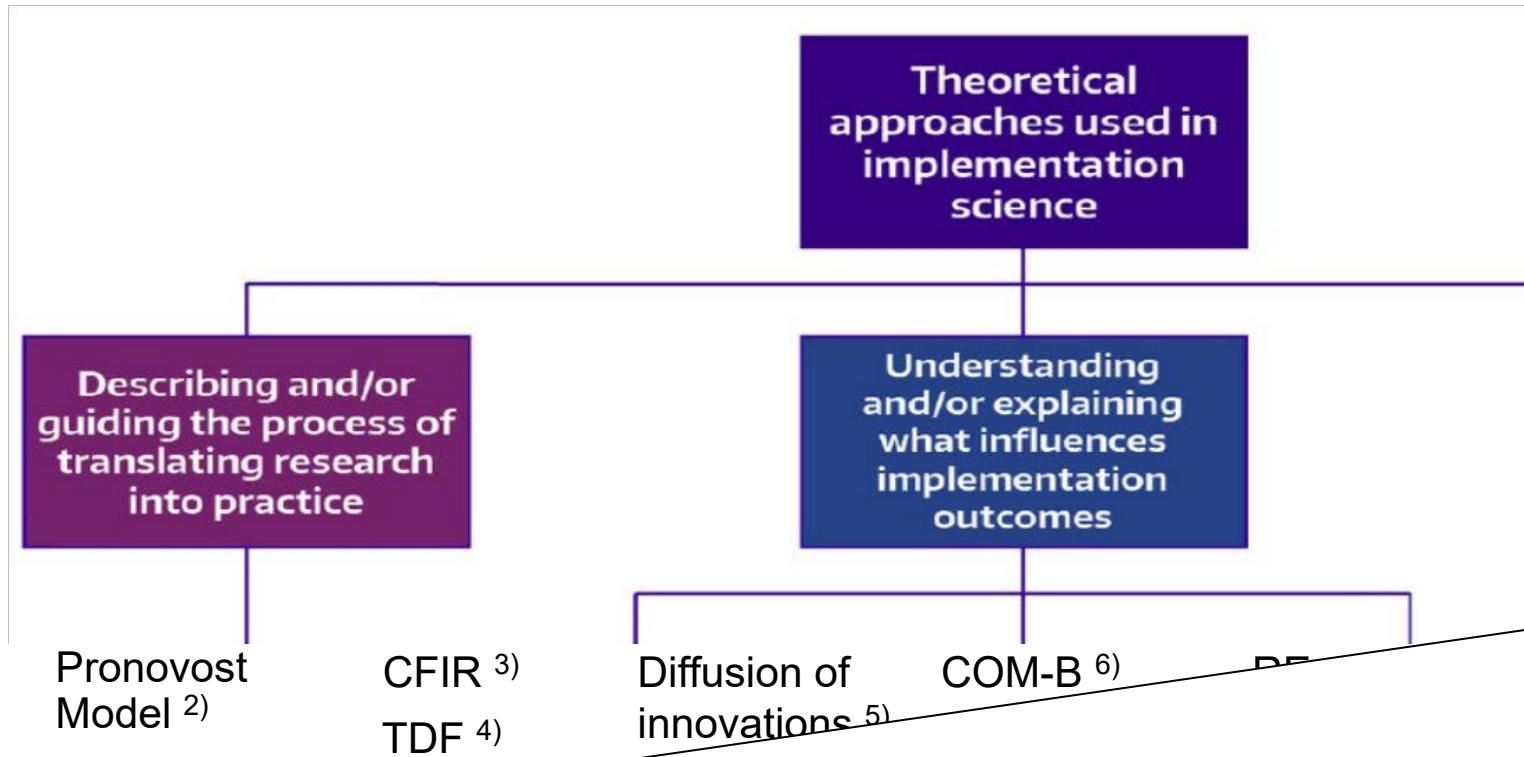 Theoretical
approaches used in
implementation
science
Describing and/or
guiding the process of
translating research
into practice
Understanding
and/or explaining
what influences
implementation
outcomes
Pronovost
Model 2)
CFIR 3)
TDF 4)
Diffusion of
innovations 5)
COM-B 6)